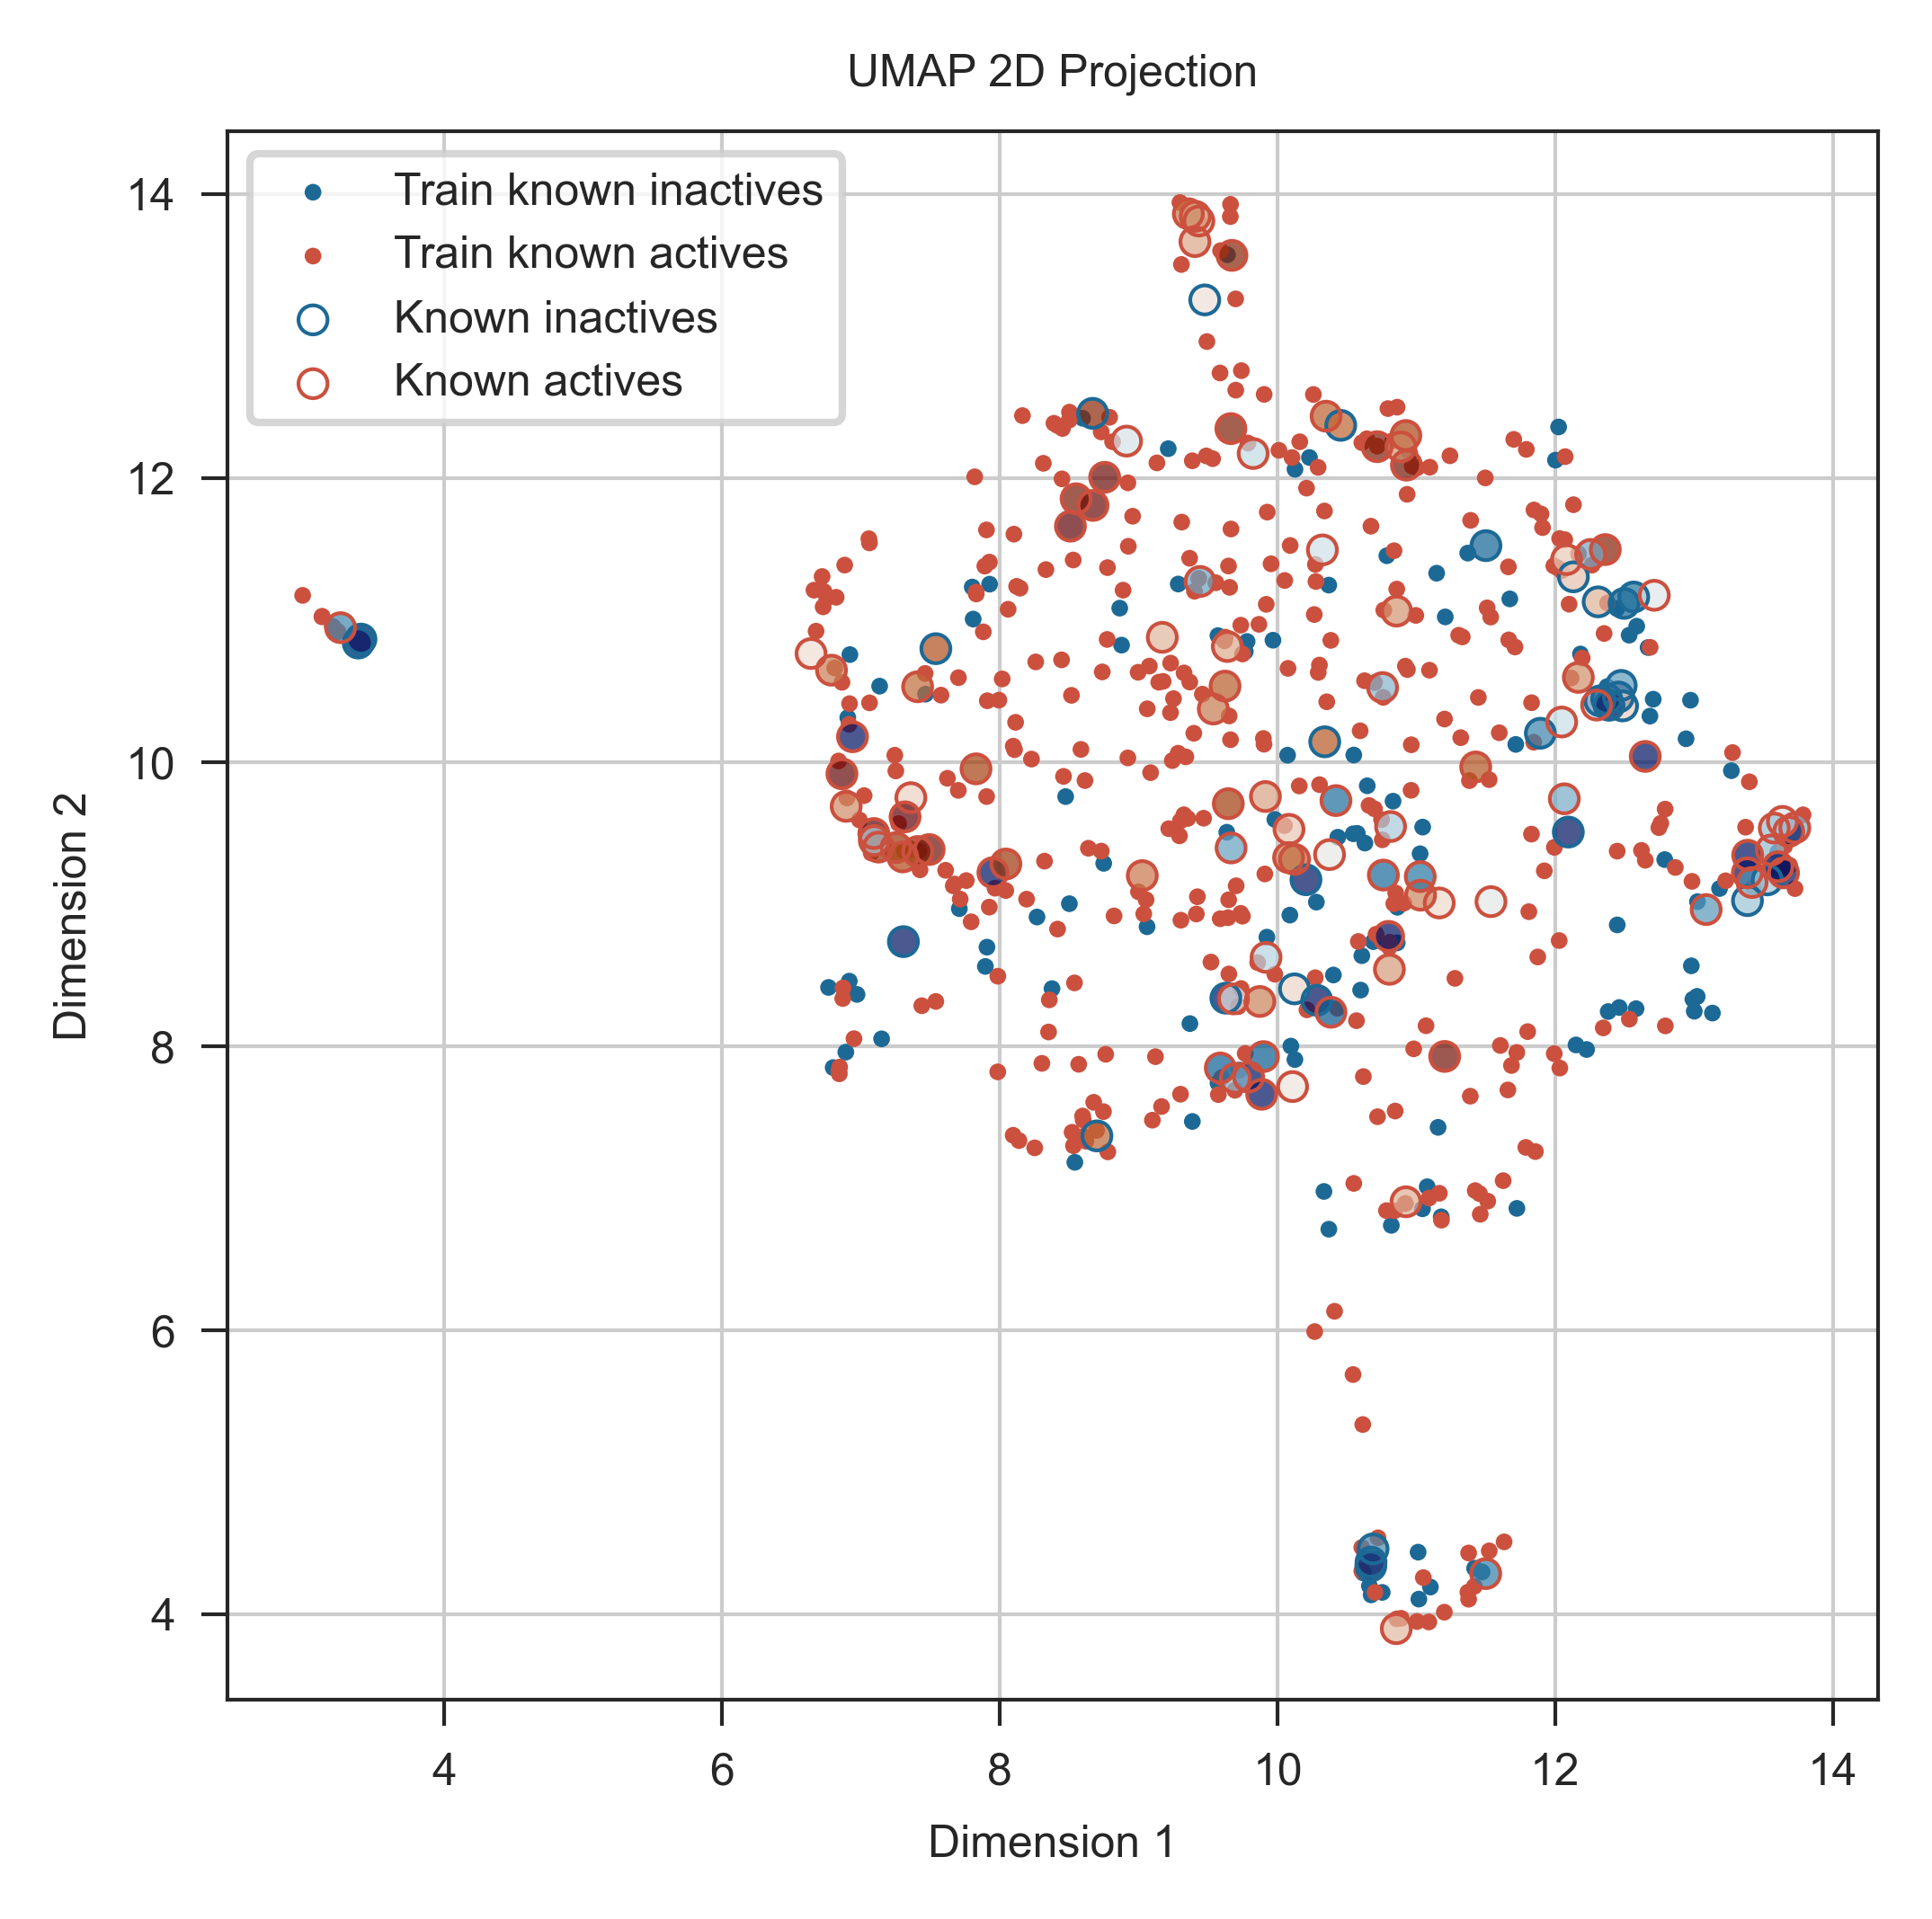 UMAP 2D Projection
Train known inactives
Train known actives
Known inactives
Known actives
14
12
10
8
6
4
Dimension 2
4
6
8
10
12
14
Dimension 1